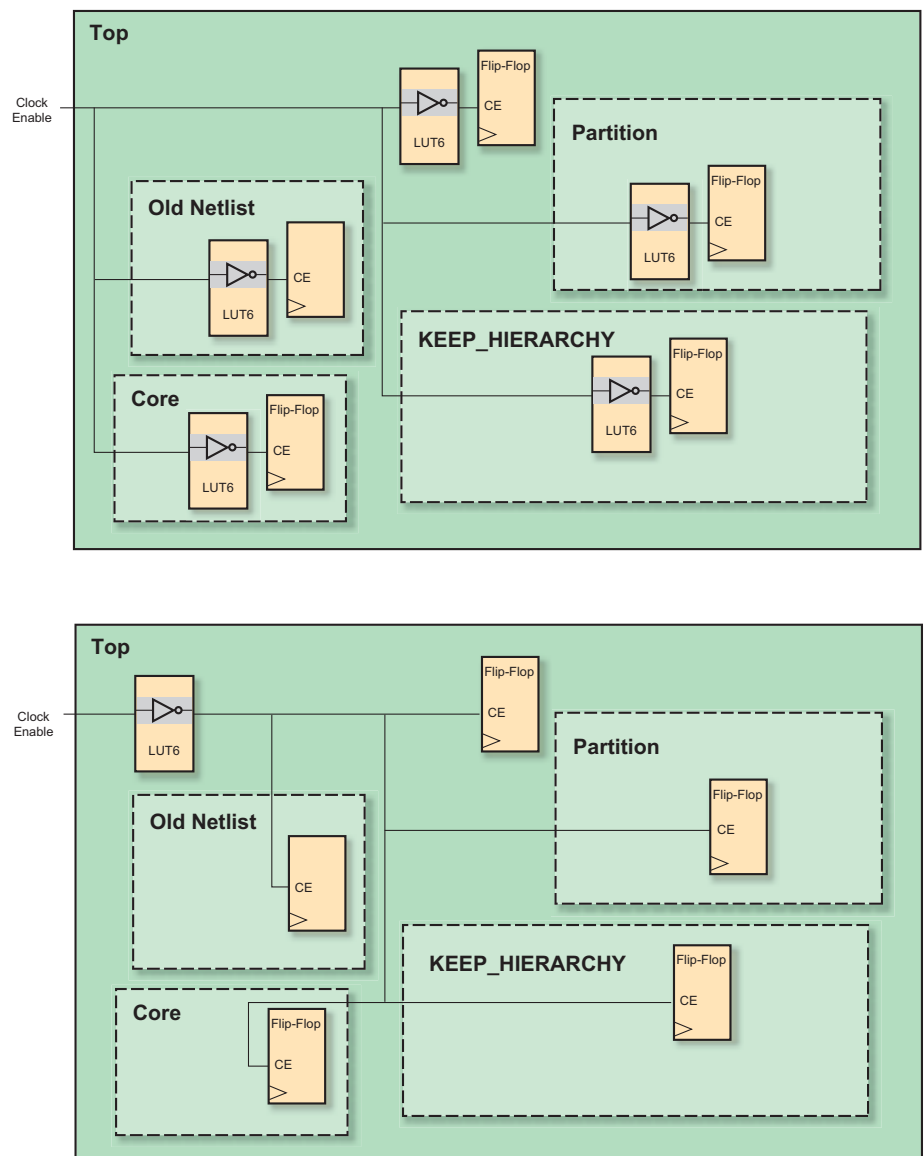 Top
Flip-Flop
Clock
Enable
CE
LUT6
Partition
Flip-Flop
CE
LUT6
Old Netlist
CE
LUT6
KEEP_HIERARCHY
Flip-Flop
CE
LUT6
Core
Flip-Flop
CE
LUT6
Top
Flip-Flop
Clock
Enable
CE
LUT6
Partition
Flip-Flop
CE
Old Netlist
CE
KEEP_HIERARCHY
Flip-Flop
CE
Core
Flip-Flop
CE